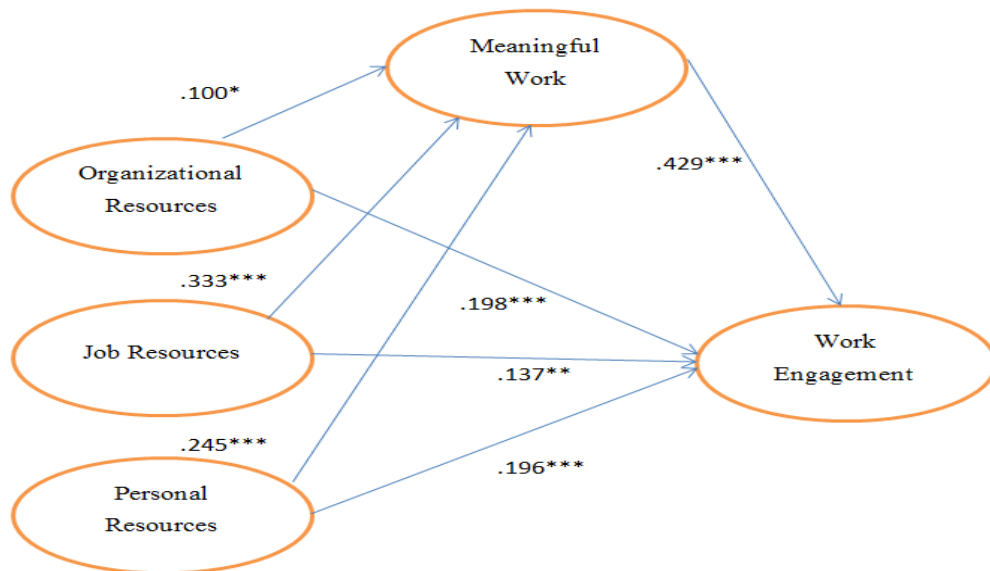 Meaningful
Work
.100*
Organizational
Resources
.429***
.333***
.198***
Job Resources
Work
Engagement
.137**
.245***
.196***
Personal
Resources